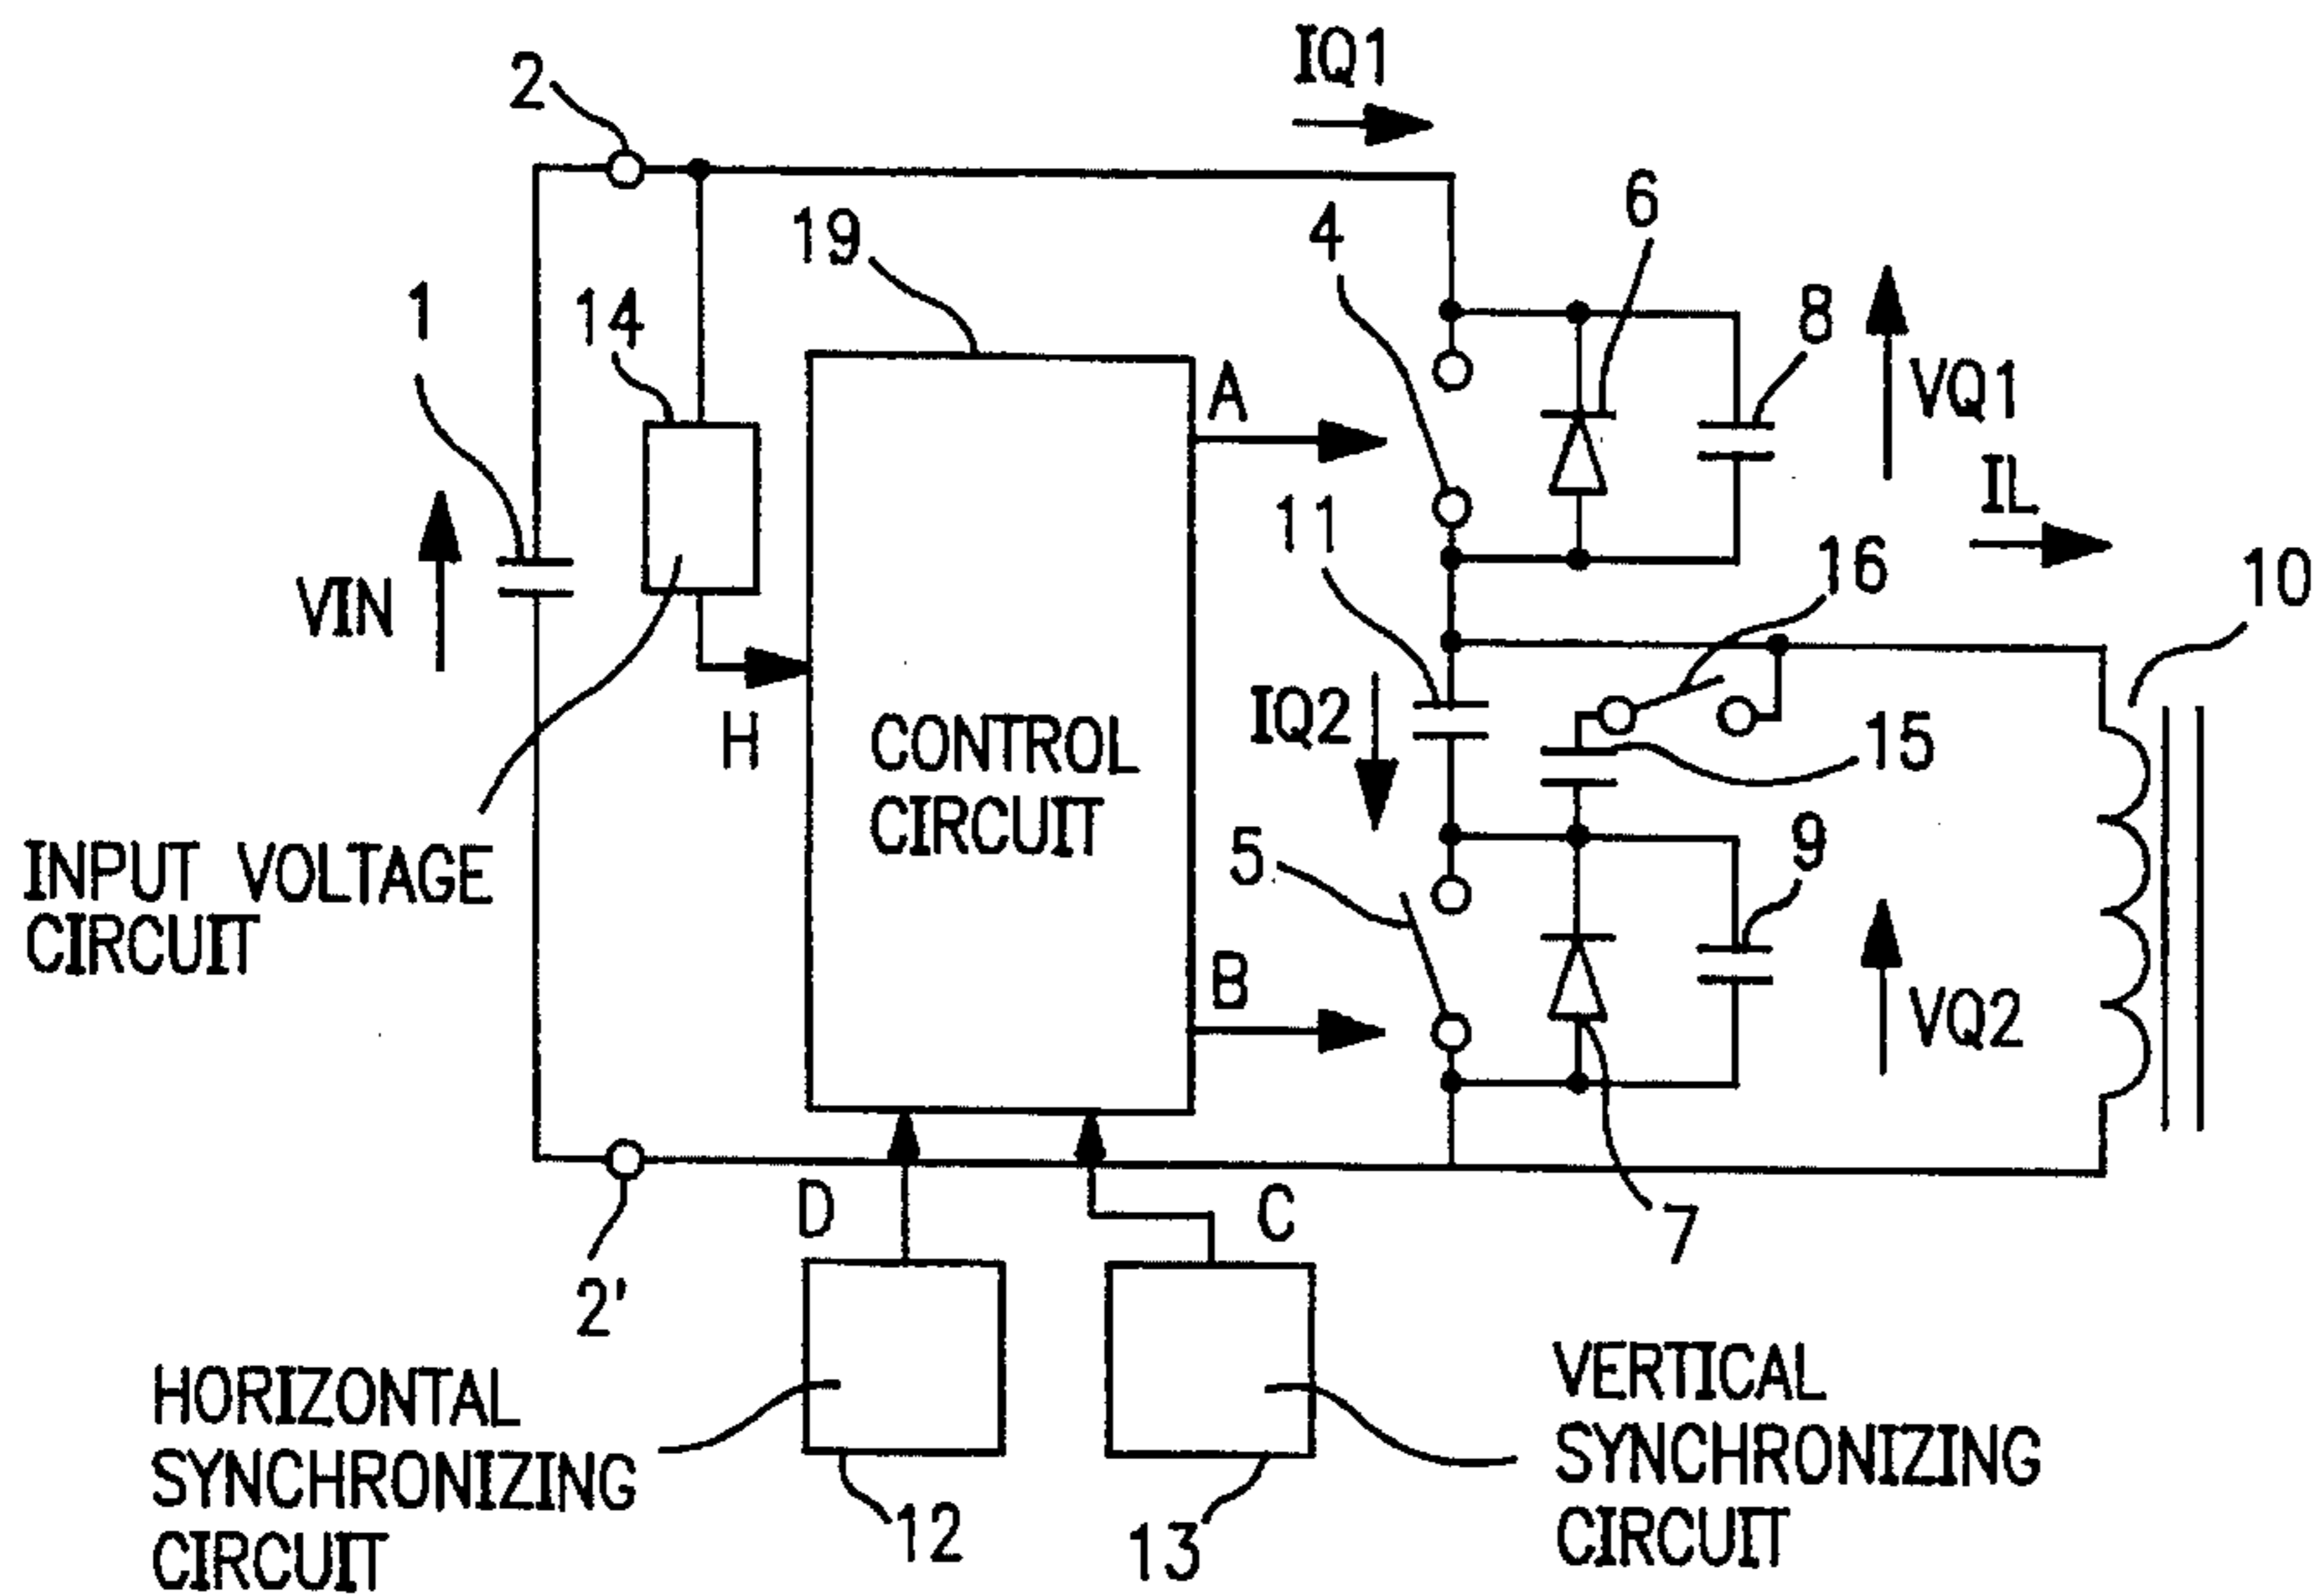 IQ1
2
6
4
19
8
1
14
A
VQ1
IL
11
16
10
VIN
H
IQ2
15
CONTROL
CIRCUIT
5
9
INPUT VOLTAGE
CIRCUIT
B
VQ2
D
C
7
2'
HORIZONTAL
SYNCHRONIZING
CIRCUIT
12
13
VERTICAL
SYNCHRONIZING
CIRCUIT